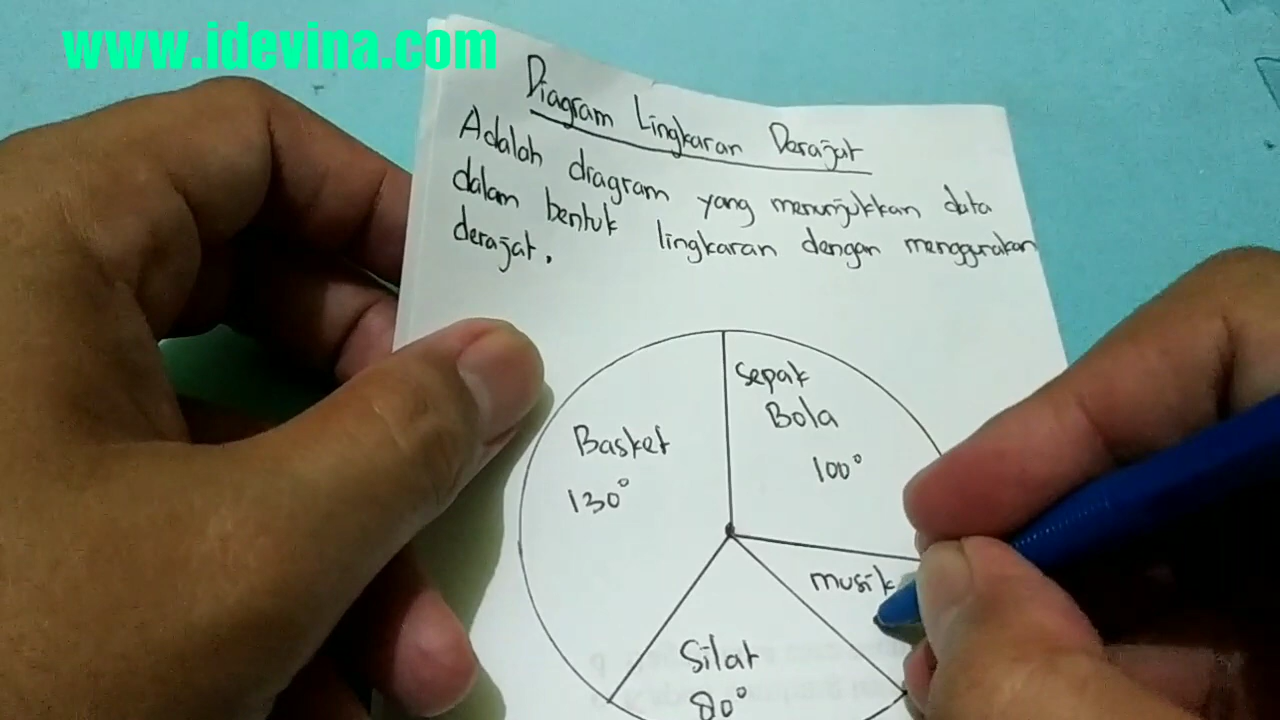 www.idevina.com
Diagram Lingkaran Derajat
Adalah diagram yang menunjukkan data
dalam bentuk lingkaran dengan menggunakan
derajat.
Sepak
Bola
100°
Basket
130°
musik
Silat
80°